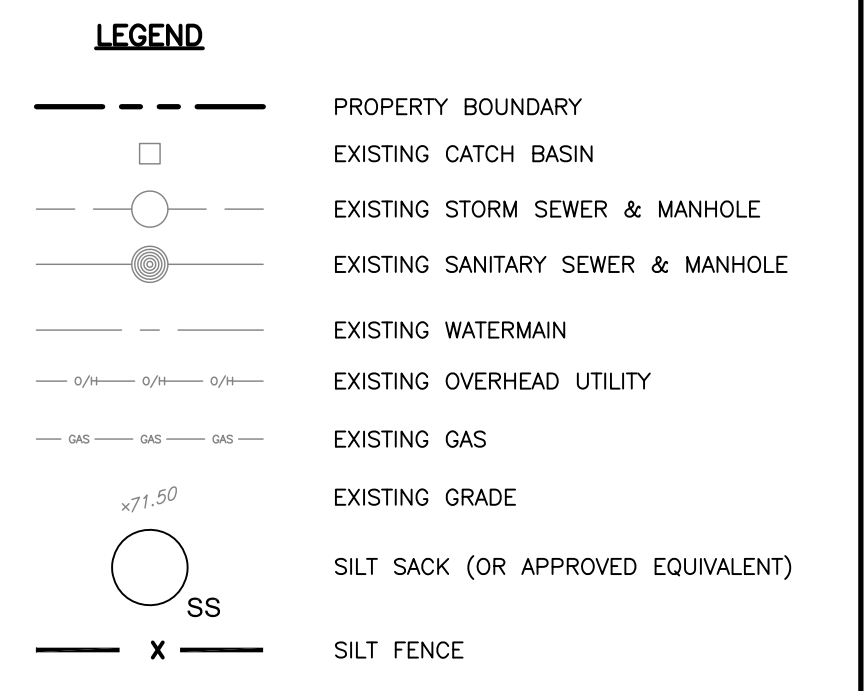 LEGEND
PROPERTY BOUNDARY
EXISTING CATCH BASIN
EXISTING STORM SEWER & MANHOLE
EXISTING SANITARY SEWER & MANHOLE
EXISTING WATERMAIN
O/H O/H O/H EXISTING OVERHEAD UTILITY
GAS GAS GAS EXISTING GAS
×71.50 EXISTING GRADE
SILT SACK (OR APPROVED EQUIVALENT)
SS
X SILT FENCE